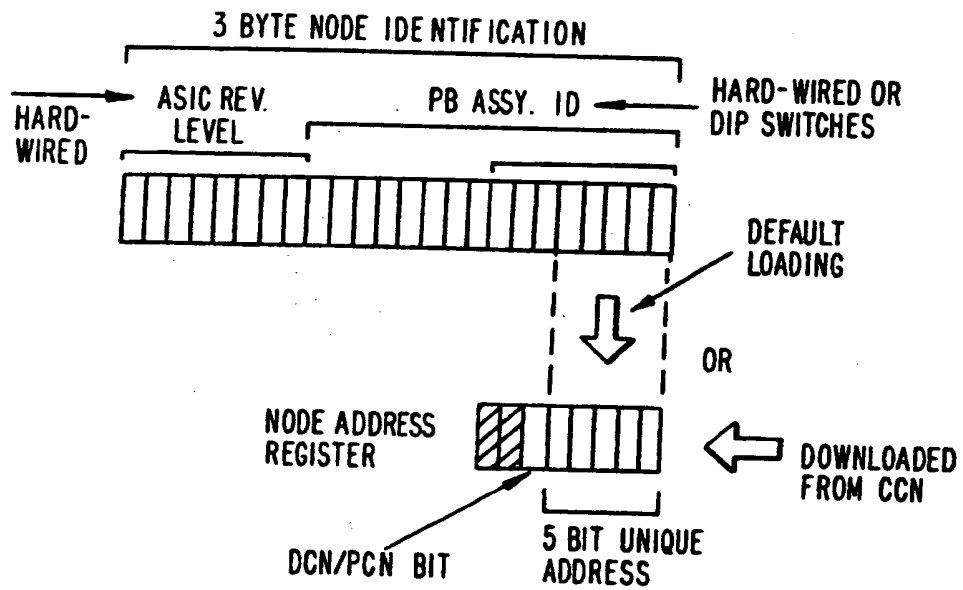 3 BYTE NODE IDENTIFICATION
HARD-
WIRED
ASIC REV.
LEVEL
PB ASSY. ID
HARD-WIRED OR
DIP SWITCHES
DEFAULT
LOADING
OR
NODE ADDRESS
REGISTER
DOWNLOADED
FROM CCN
DCN/PCN BIT
5 BIT UNIQUE
ADDRESS